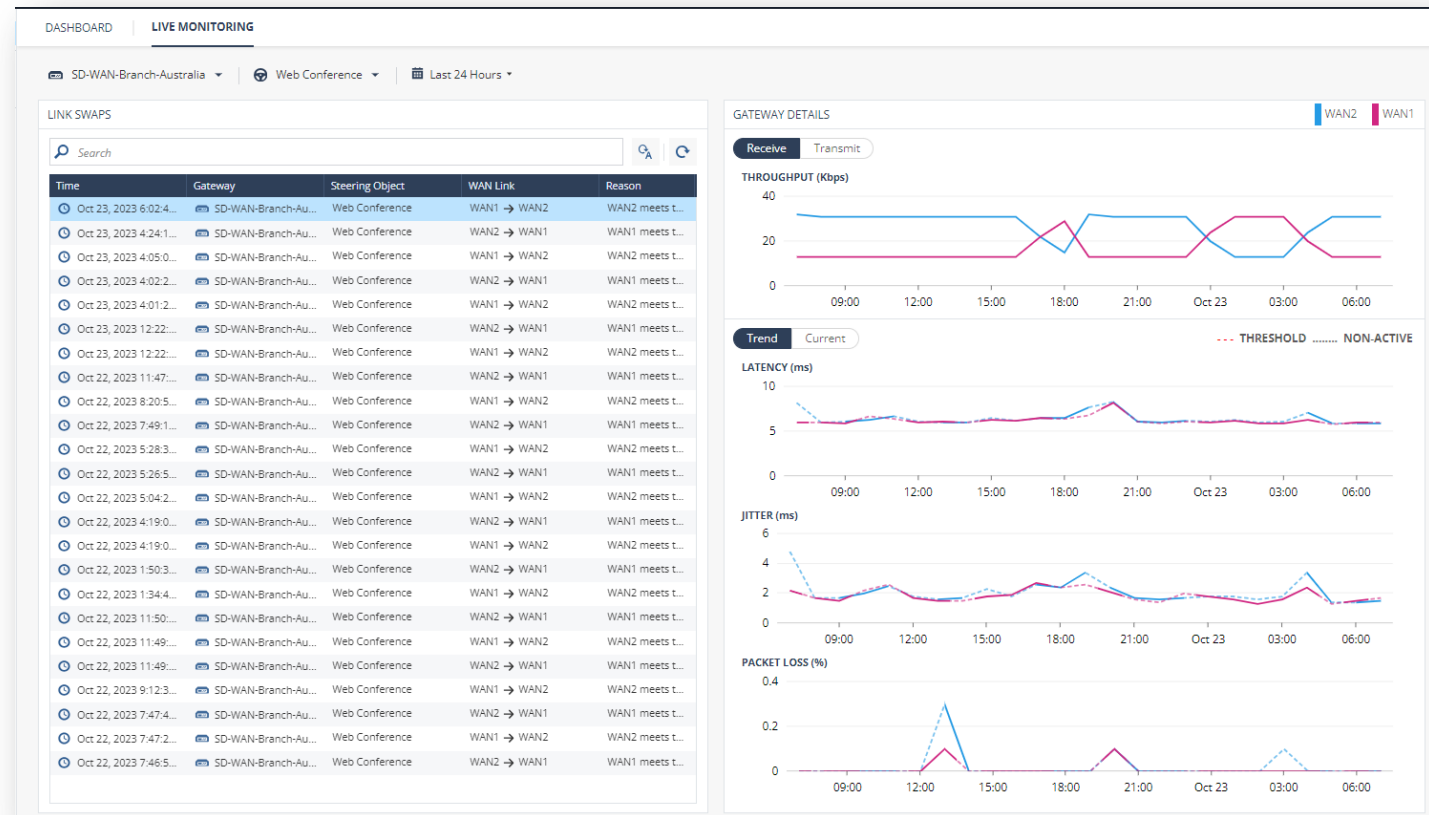 DASHBOARD LIVE MONITORING
SD-WAN-Branch-Australia Web Conference Last 24 Hours
LINK SWAPS
Search
Time Gateway Steering Object WAN Link Reason
Oct 23, 2023 6:02:4... SD-WAN-Branch-Au... Web Conference WAN1 → WAN2 WAN2 meets t...
Oct 23, 2023 4:24:1... SD-WAN-Branch-Au... Web Conference WAN2 → WAN1 WAN1 meets t...
Oct 23, 2023 4:05:0... SD-WAN-Branch-Au... Web Conference WAN1 → WAN2 WAN2 meets t...
Oct 23, 2023 4:02:2... SD-WAN-Branch-Au... Web Conference WAN2 → WAN1 WAN1 meets t...
Oct 23, 2023 4:01:2... SD-WAN-Branch-Au... Web Conference WAN1 → WAN2 WAN2 meets t...
Oct 23, 2023 12:22:... SD-WAN-Branch-Au... Web Conference WAN2 → WAN1 WAN1 meets t...
Oct 23, 2023 12:22:... SD-WAN-Branch-Au... Web Conference WAN1 → WAN2 WAN2 meets t...
Oct 22, 2023 11:47:... SD-WAN-Branch-Au... Web Conference WAN2 → WAN1 WAN1 meets t...
Oct 22, 2023 8:20:5... SD-WAN-Branch-Au... Web Conference WAN1 → WAN2 WAN2 meets t...
Oct 22, 2023 7:49:1... SD-WAN-Branch-Au... Web Conference WAN2 → WAN1 WAN1 meets t...
Oct 22, 2023 5:28:3... SD-WAN-Branch-Au... Web Conference WAN1 → WAN2 WAN2 meets t...
Oct 22, 2023 5:26:5... SD-WAN-Branch-Au... Web Conference WAN2 → WAN1 WAN1 meets t...
Oct 22, 2023 5:04:2... SD-WAN-Branch-Au... Web Conference WAN1 → WAN2 WAN2 meets t...
Oct 22, 2023 4:19:0... SD-WAN-Branch-Au... Web Conference WAN2 → WAN1 WAN1 meets t...
Oct 22, 2023 4:19:0... SD-WAN-Branch-Au... Web Conference WAN1 → WAN2 WAN2 meets t...
Oct 22, 2023 1:50:3... SD-WAN-Branch-Au... Web Conference WAN2 → WAN1 WAN1 meets t...
Oct 22, 2023 1:34:4... SD-WAN-Branch-Au... Web Conference WAN1 → WAN2 WAN2 meets t...
Oct 22, 2023 11:50:... SD-WAN-Branch-Au... Web Conference WAN2 → WAN1 WAN1 meets t...
Oct 22, 2023 11:49:... SD-WAN-Branch-Au... Web Conference WAN1 → WAN2 WAN2 meets t...
Oct 22, 2023 11:49:... SD-WAN-Branch-Au... Web Conference WAN2 → WAN1 WAN1 meets t...
Oct 22, 2023 9:12:3... SD-WAN-Branch-Au... Web Conference WAN1 → WAN2 WAN2 meets t...
Oct 22, 2023 7:47:4... SD-WAN-Branch-Au... Web Conference WAN2 → WAN1 WAN1 meets t...
Oct 22, 2023 7:47:2... SD-WAN-Branch-Au... Web Conference WAN1 → WAN2 WAN2 meets t...
Oct 22, 2023 7:46:5... SD-WAN-Branch-Au... Web Conference WAN2 → WAN1 WAN1 meets t...
GATEWAY DETAILS WAN2 WAN1
Receive Transmit
THROUGHPUT (Kbps)
40
20
0
09:00 12:00 15:00 18:00 21:00 Oct 23 03:00 06:00
Trend Current --- THRESHOLD ........ NON-ACTIVE
LATENCY (ms)
10
5
0
09:00 12:00 15:00 18:00 21:00 Oct 23 03:00 06:00
JITTER (ms)
6
4
2
0
09:00 12:00 15:00 18:00 21:00 Oct 23 03:00 06:00
PACKET LOSS (%)
0.4
0.2
0
09:00 12:00 15:00 18:00 21:00 Oct 23 03:00 06:00